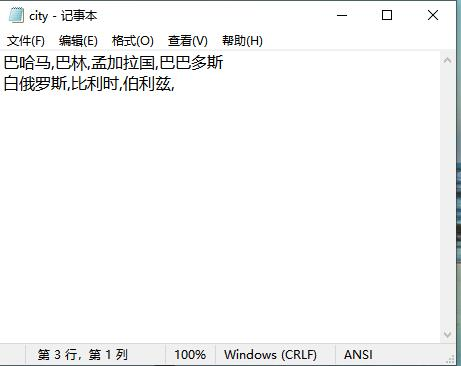 city - 记事本
文件(F) 编辑(E) 格式(O) 查看(V) 帮助(H)
巴哈马,巴林,孟加拉国,巴巴多斯
白俄罗斯,比利时,伯利兹,
第 3 行，第 1 列 100% Windows (CRLF) ANSI